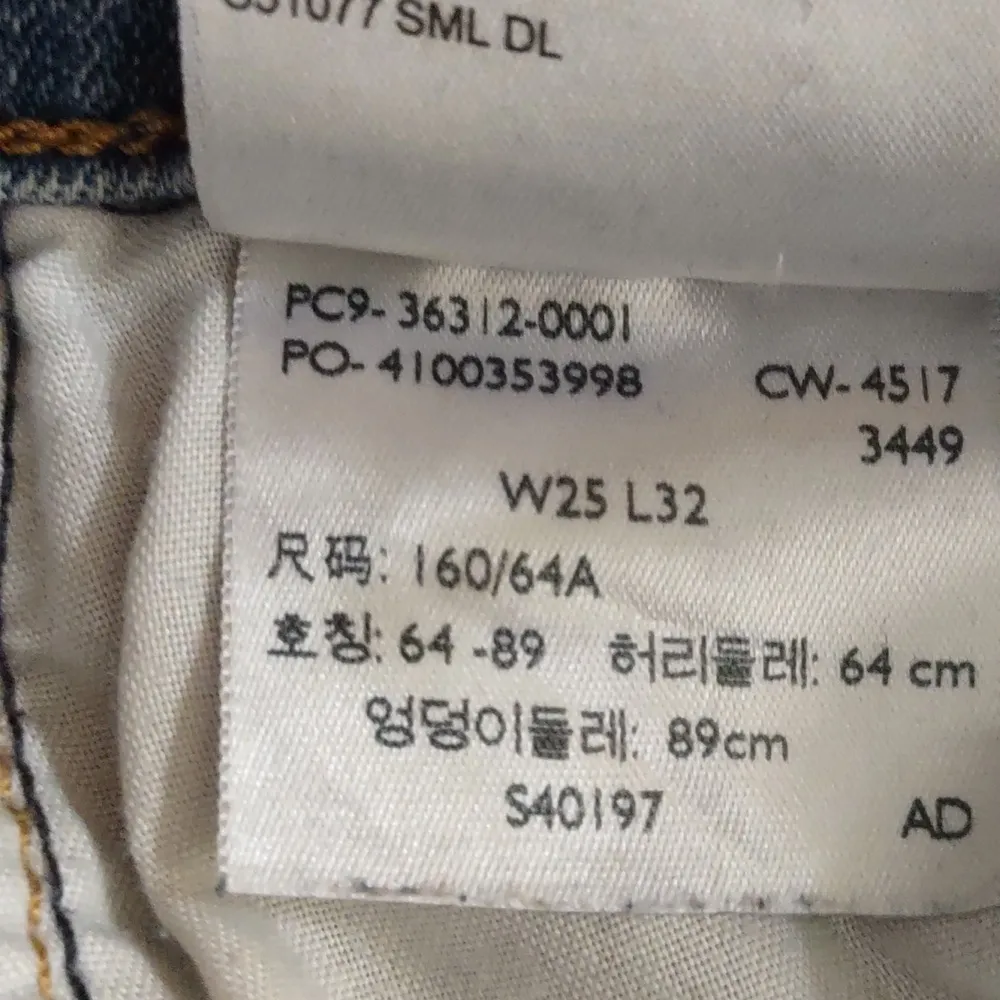 SML DL
PC9- 36312-0001
PO- 4100353998 CW- 4517
3449
W25 L32
尺码: 160/64A
호칭: 64 -89 허리둘레: 64 cm
엉덩이둘레: 89cm
S40197 AD